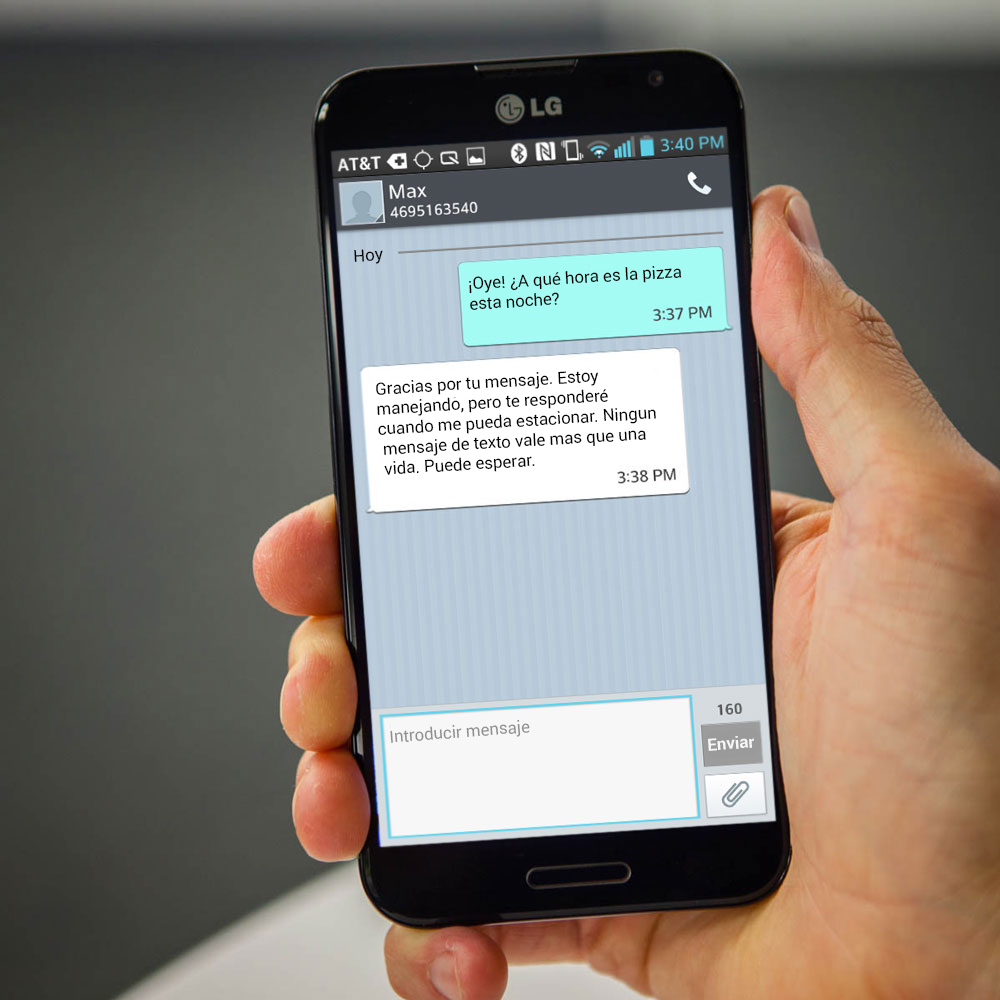 LG
AT&T 3:40 PM
Max
4695163540
Hoy
¡Oye! ¿A qué hora es la pizza
esta noche?
3:37 PM
Gracias por tu mensaje. Estoy
manejando, pero te responderé
cuando me pueda estacionar. Ningun
mensaje de texto vale mas que una
vida. Puede esperar.
3:38 PM
Introducir mensaje
160
Enviar